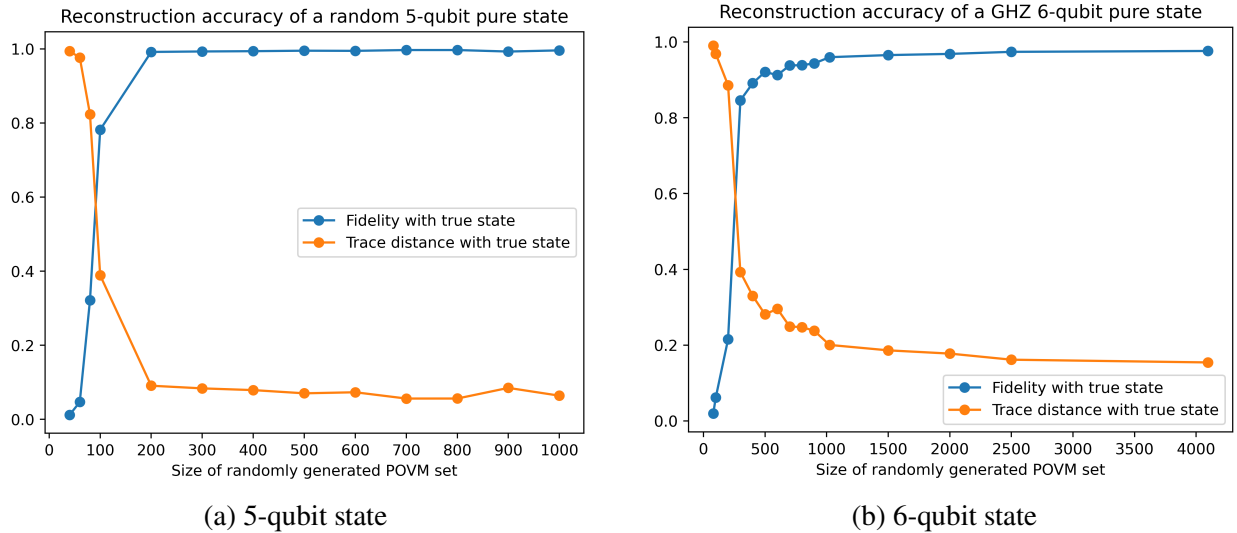 Reconstruction accuracy of a random 5-qubit pure state
1.0
0.8
0.6
0.4
0.2
0.0
Fidelity with true state
Trace distance with true state
0 100 200 300 400 500 600 700 800 900 1000
Size of randomly generated POVM set
(a) 5-qubit state
Reconstruction accuracy of a GHZ 6-qubit pure state
1.0
0.8
0.6
0.4
0.2
0.0
Fidelity with true state
Trace distance with true state
0 500 1000 1500 2000 2500 3000 3500 4000
Size of randomly generated POVM set
(b) 6-qubit state